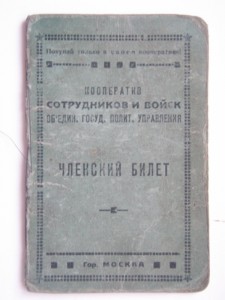 Покупай только в своем кооперативе!
КООПЕРАТИВ
СОТРУДНИКОВ И ВОЙСК
ОБ'ЕДИН. ГОСУД. ПОЛИТ. УПРАВЛЕНИЯ
ЧЛЕНСКИЙ БИЛЕТ
Гор. МОСКВА